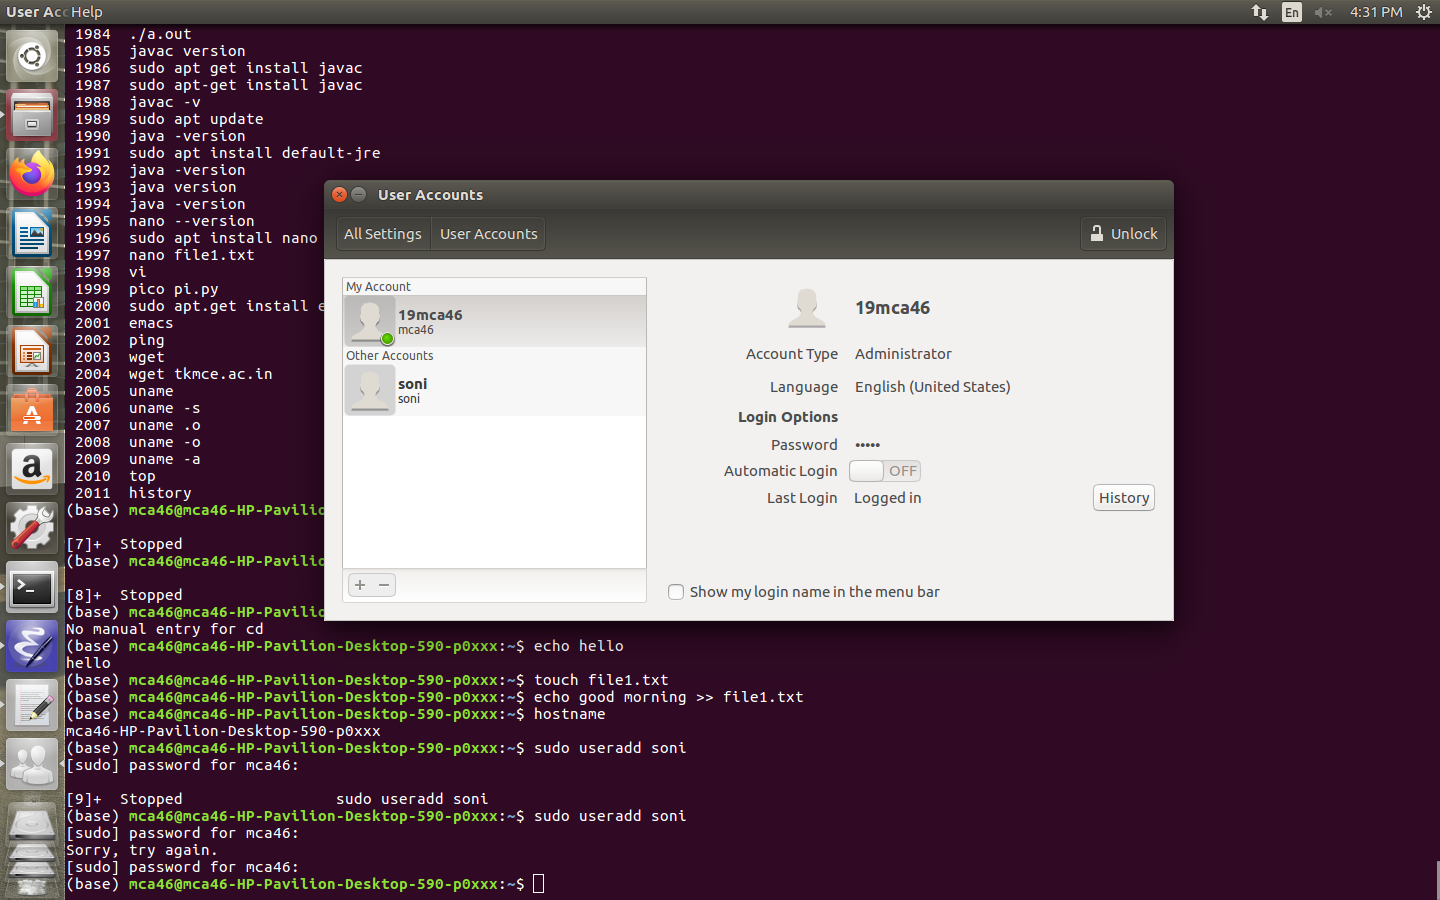 User Ac Help
En 4:31 PM
1984 ./a.out
1985 javac version
1986 sudo apt get install javac
1987 sudo apt-get install javac
1988 javac -v
1989 sudo apt update
1990 java -version
1991 sudo apt install default-jre
1992 java -version
1993 java version
1994 java -version
1995 nano --version
1996 sudo apt install nano
1997 nano file1.txt
1998 vi
1999 pico pi.py
2000 sudo apt.get install e
2001 emacs
2002 ping
2003 wget
2004 wget tkmce.ac.in
2005 uname
2006 uname -s
2007 uname .o
2008 uname -o
2009 uname -a
2010 top
2011 history
(base) mca46@mca46-HP-Pavilio
[7]+ Stopped
(base) mca46@mca46-HP-Pavilio
[8]+ Stopped
(base) mca46@mca46-HP-Pavilio
No manual entry for cd
(base) mca46@mca46-HP-Pavilion-Desktop-590-p0xxx:~$ echo hello
hello
(base) mca46@mca46-HP-Pavilion-Desktop-590-p0xxx:~$ touch file1.txt
(base) mca46@mca46-HP-Pavilion-Desktop-590-p0xxx:~$ echo good morning >> file1.txt
(base) mca46@mca46-HP-Pavilion-Desktop-590-p0xxx:~$ hostname
mca46-HP-Pavilion-Desktop-590-p0xxx
(base) mca46@mca46-HP-Pavilion-Desktop-590-p0xxx:~$ sudo useradd soni
[sudo] password for mca46:
[9]+ Stopped sudo useradd soni
(base) mca46@mca46-HP-Pavilion-Desktop-590-p0xxx:~$ sudo useradd soni
[sudo] password for mca46:
Sorry, try again.
[sudo] password for mca46:
(base) mca46@mca46-HP-Pavilion-Desktop-590-p0xxx:~$
User Accounts
All Settings User Accounts Unlock
My Account
19mca46
mca46
Other Accounts
soni
soni
19mca46
Account Type Administrator
Language English (United States)
Login Options
Password •••••
Automatic Login OFF
Last Login Logged in History
+ −
Show my login name in the menu bar